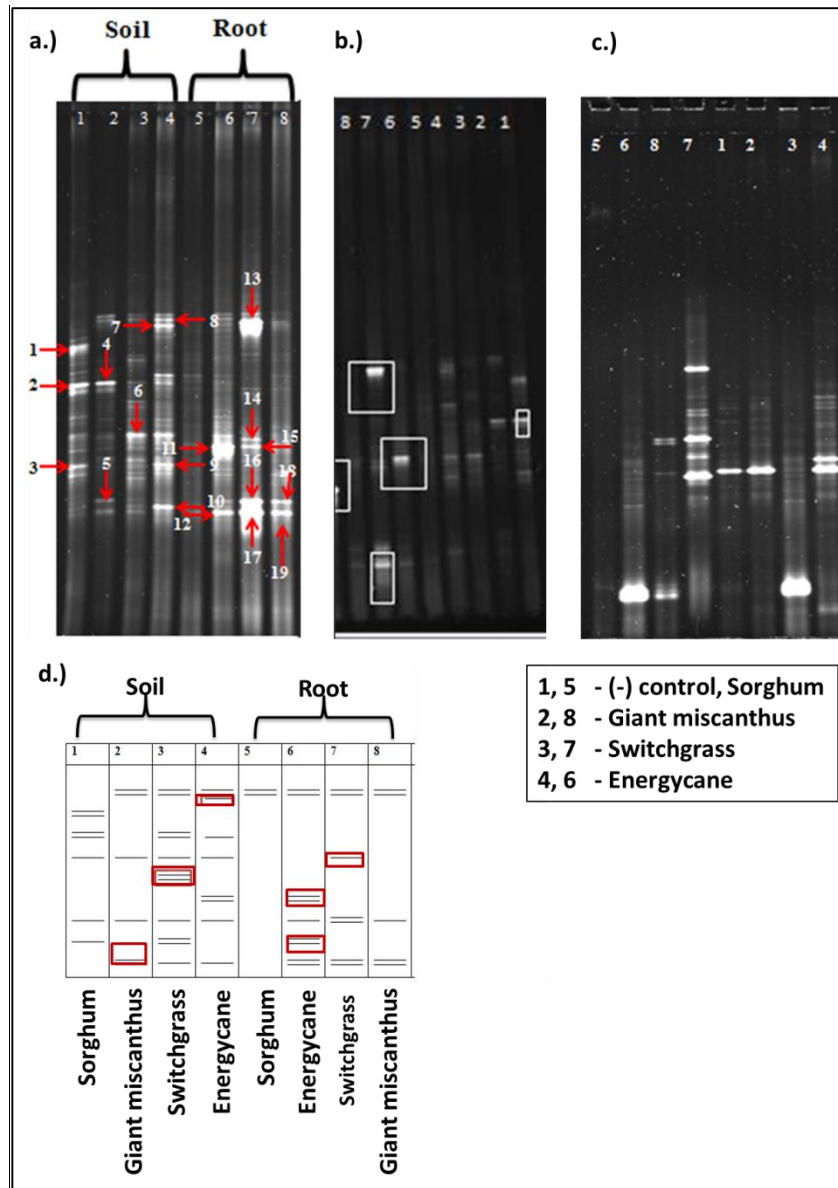 a.)
Soil Root
1 2 3 4 5 6 7 8
13
7 8
1
4
2
6
14
11 15
3 5 16 9 18
10
12
17
19
b.)
8 7 6 5 4 3 2 1
c.)
5 6 8 7 1 2 3 4
d.)
Soil Root
1 2 3 4 5 6 7 8
Sorghum
Giant miscanthus
Switchgrass
Energycane
Sorghum
Energycane
Switchgrass
Giant miscanthus
1, 5 - (-) control, Sorghum
2, 8 - Giant miscanthus
3, 7 - Switchgrass
4, 6 - Energycane